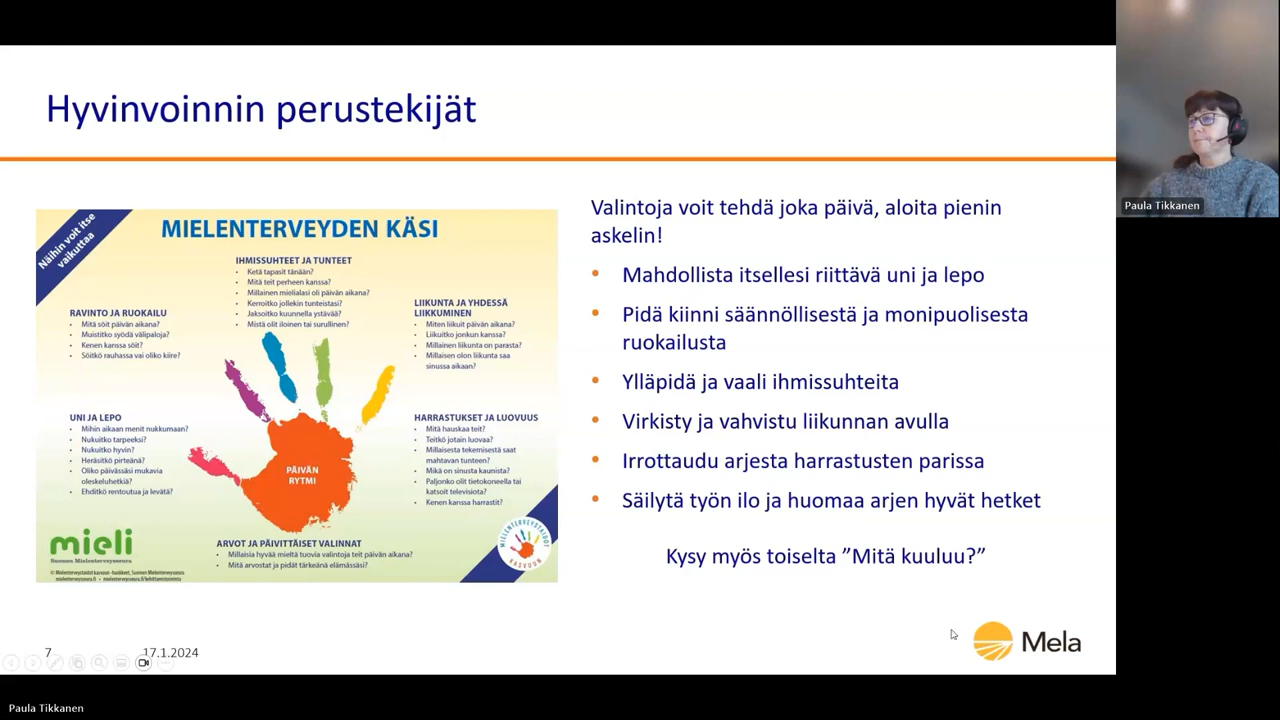 Hyvinvoinnin perustekijät
Näihin voit itse
vaikuttaa
MIELENTERVEYDEN KÄSI
IHMISSUHTEET JA TUNTEET
• Ketä tapasit tänään?
• Mitä teit perheen kanssa?
• Millainen mielialasi oli päivän aikana?
• Kerroitko jollekin tunteistasi?
• Jaksoitko kuunnella ystävää?
• Mistä olit iloinen tai surullinen?
RAVINTO JA RUOKAILU
• Mitä söit päivän aikana?
• Muistitko syödä välipaloja?
• Kenen kanssa söit?
• Söitkö rauhassa vai oliko kiire?
LIIKUNTA JA YHDESSÄ
LIIKKUMINEN
• Miten liikuit päivän aikana?
• Liikuitko jonkun kanssa?
• Millainen liikunta on parasta?
• Millaisen olon liikunta saa
sinussa aikaan?
UNI JA LEPO
• Mihin aikaan menit nukkumaan?
• Nukuitko tarpeeksi?
• Nukuitko hyvin?
• Heräsitkö pirteänä?
• Oliko päivässäsi mukavia
oleskeluhetkiä?
• Ehditkö rentoutua ja levätä?
HARRASTUKSET JA LUOVUUS
• Mitä hauskaa teit?
• Teitkö jotain luovaa?
• Millaisesta tekemisestä saat
mahtavan tunteen?
• Mikä on sinusta kaunista?
• Paljonko olit tietokoneella tai
katsoit televisiota?
• Kenen kanssa harrastit?
PÄIVÄN
RYTMI
ARVOT JA PÄIVITTÄISET VALINNAT
• Millaisia hyvää mieltä tuovia valintoja teit päivän aikana?
• Mitä arvostat ja pidät tärkeänä elämässäsi?
mieli
Suomen Mielenterveysseura
© Mielenterveystaidot kasvuun -hankkeet, Suomen Mielenterveysseura
MIELENTERVEYSTAIDOT
KASVUUN
Valintoja voit tehdä joka päivä, aloita pienin
askelin!
• Mahdollista itsellesi riittävä uni ja lepo
• Pidä kiinni säännöllisestä ja monipuolisesta
ruokailusta
• Ylläpidä ja vaali ihmissuhteita
• Virkisty ja vahvistu liikunnan avulla
• Irrottaudu arjesta harrastusten parissa
• Säilytä työn ilo ja huomaa arjen hyvät hetket
Kysy myös toiselta ”Mitä kuuluu?”
7
17.1.2024
Mela
Paula Tikkanen
Paula Tikkanen